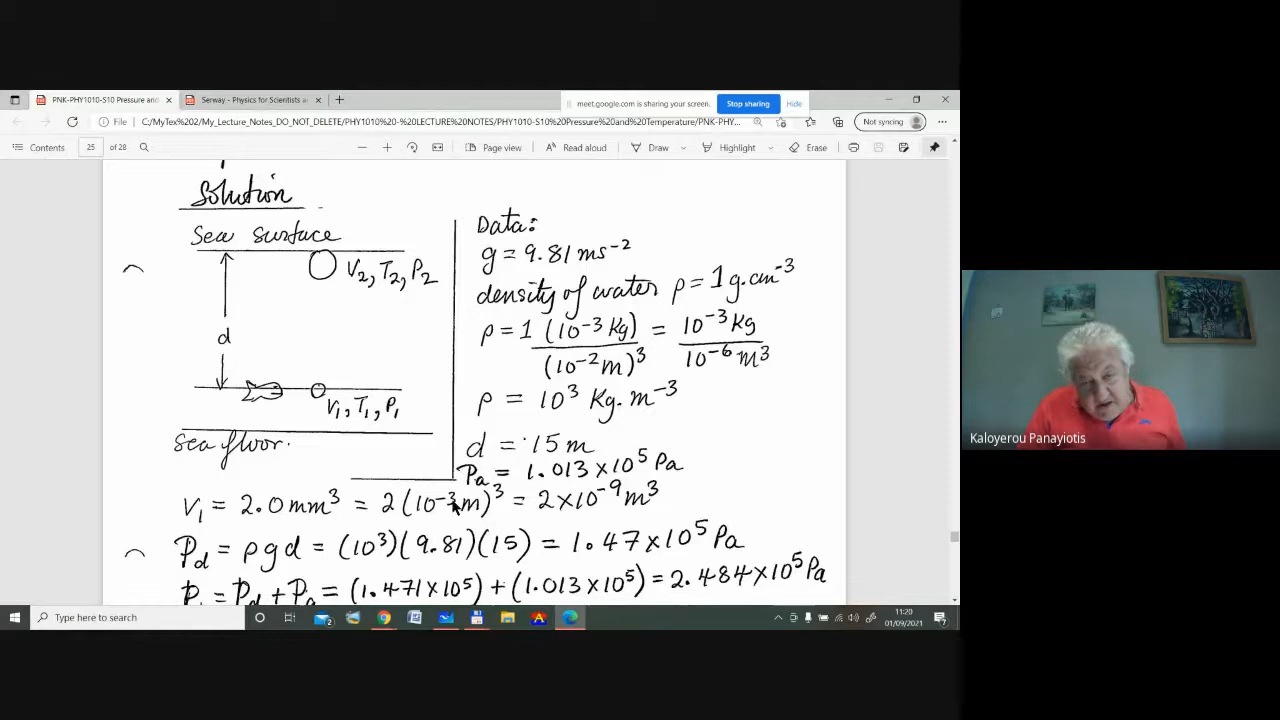 PNK-PHY1010-S10 Pressure and
Serway - Physics for Scientists a
meet.google.com is sharing your screen.
Stop sharing
Hide
File
C:/MyTex%202/My_Lecture_Notes_DO_NOT_DELETE/PHY1010%20-%20LECTURE%20NOTES/PHY1010-S10%20Pressure%20and%20Temperature/PNK-PHY...
Not syncing
Contents
25
of 28
Page view
Read aloud
Draw
Highlight
Erase
Solution
Sea surface
V₂, T₂, P₂
d
V₁, T₁, P₁
Sea floor.
Data:
g = 9.81 ms⁻²
density of water ρ = 1 g.cm⁻³
ρ = 1 (10⁻³ Kg) / (10⁻² m)³ = 10⁻³ Kg / 10⁻⁶ m³
ρ = 10³ Kg.m⁻³
d = 15 m
Pa = 1.013 × 10⁵ Pa
V₁ = 2.0 mm³ = 2 (10⁻³ m)³ = 2 × 10⁻⁹ m³
Pd = ρgd = (10³)(9.81)(15) = 1.47 × 10⁵ Pa
P₁ = Pd + Pa = (1.471 × 10⁵) + (1.013 × 10⁵) = 2.484 × 10⁵ Pa
Kaloyerou Panayiotis
Type here to search
11:20
01/09/2021